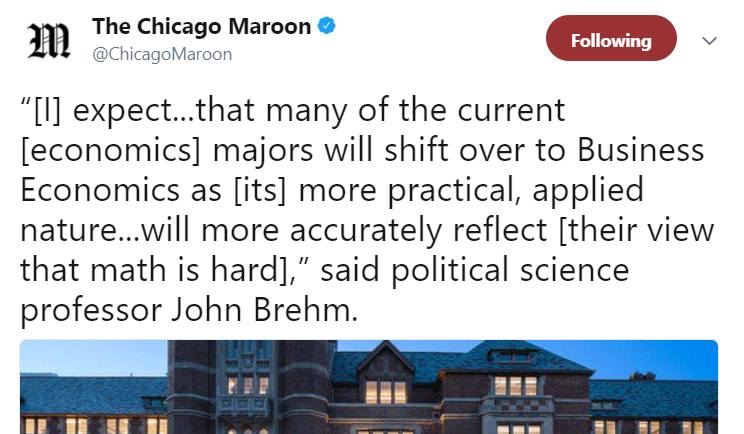 The Chicago Maroon
@ChicagoMaroon
Following
“[I] expect...that many of the current
[economics] majors will shift over to Business
Economics as [its] more practical, applied
nature...will more accurately reflect [their view
that math is hard],” said political science
professor John Brehm.